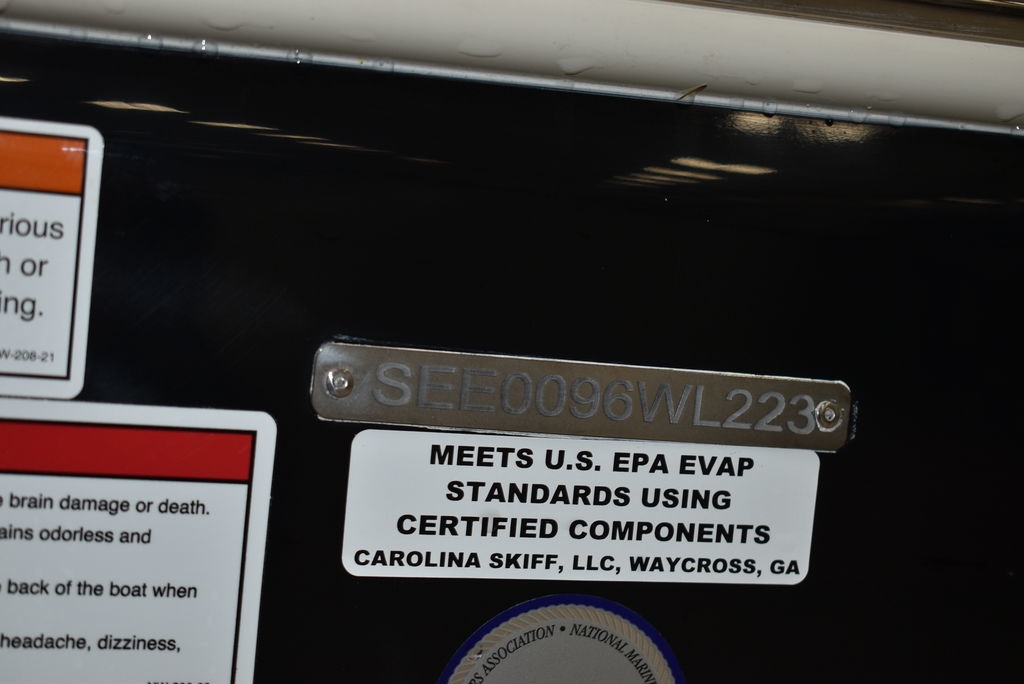 rious
h or
ing.
W-208-21
SEE0096WL223
MEETS U.S. EPA EVAP
STANDARDS USING
CERTIFIED COMPONENTS
CAROLINA SKIFF, LLC, WAYCROSS, GA
brain damage or death.
ains odorless and
back of the boat when
headache, dizziness,
RS ASSOCIATION • NATIONAL MARINE